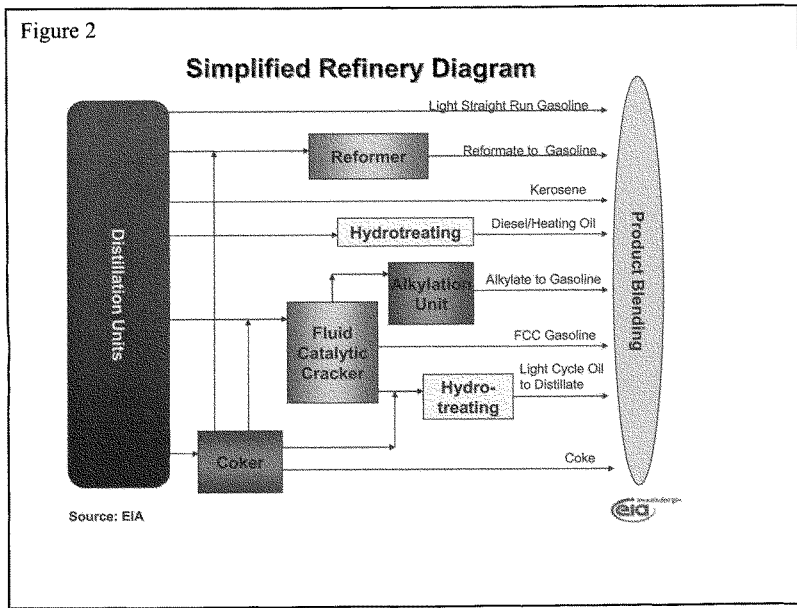 Figure 2
Simplified Refinery Diagram
Distillation Units
Light Straight Run Gasoline
Reformer
Reformate to Gasoline
Kerosene
Hydrotreating
Diesel/Heating Oil
Alkylation
Unit
Alkylate to Gasoline
Fluid
Catalytic
Cracker
FCC Gasoline
Light Cycle Oil
to Distillate
Hydro-
treating
Coker
Coke
Product Blending
Source: EIA
eia